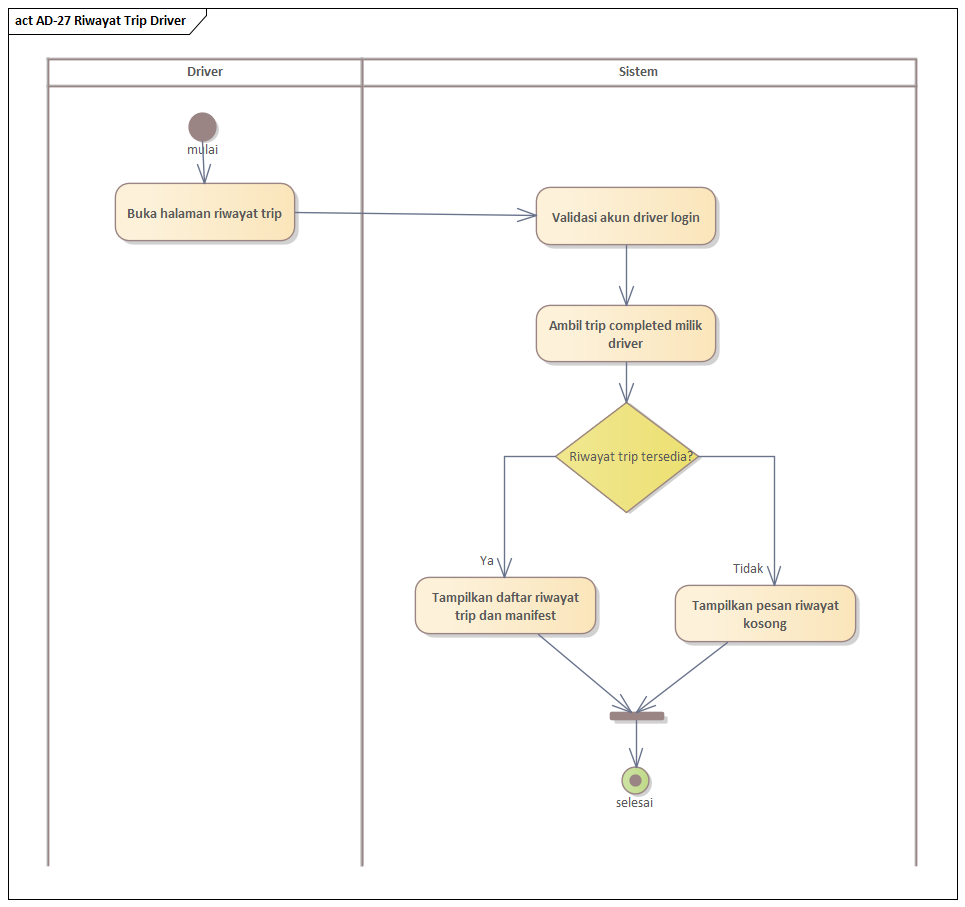 act AD-27 Riwayat Trip Driver
Driver
Sistem
mulai
Buka halaman riwayat trip
Validasi akun driver login
Ambil trip completed milik
driver
Riwayat trip tersedia?
Ya
Tidak
Tampilkan daftar riwayat
trip dan manifest
Tampilkan pesan riwayat
kosong
selesai